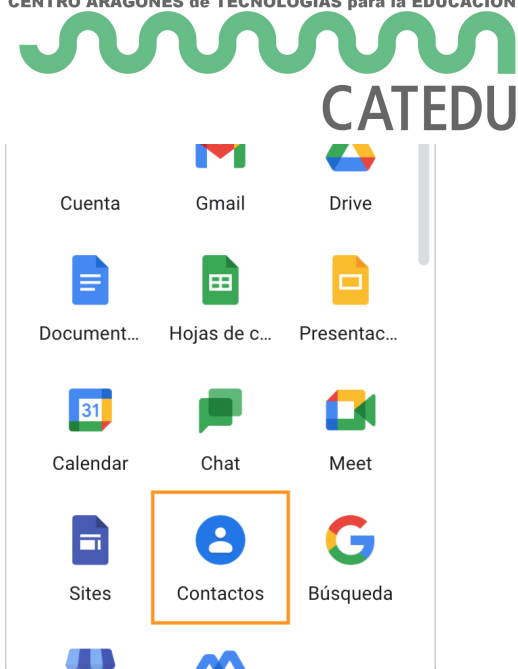 CENTRO ARAGONÉS de TECNOLOGÍAS para la EDUCACIÓN
CATEDU
Cuenta Gmail Drive
Document... Hojas de c... Presentac...
31
Calendar Chat Meet
Sites Contactos Búsqueda